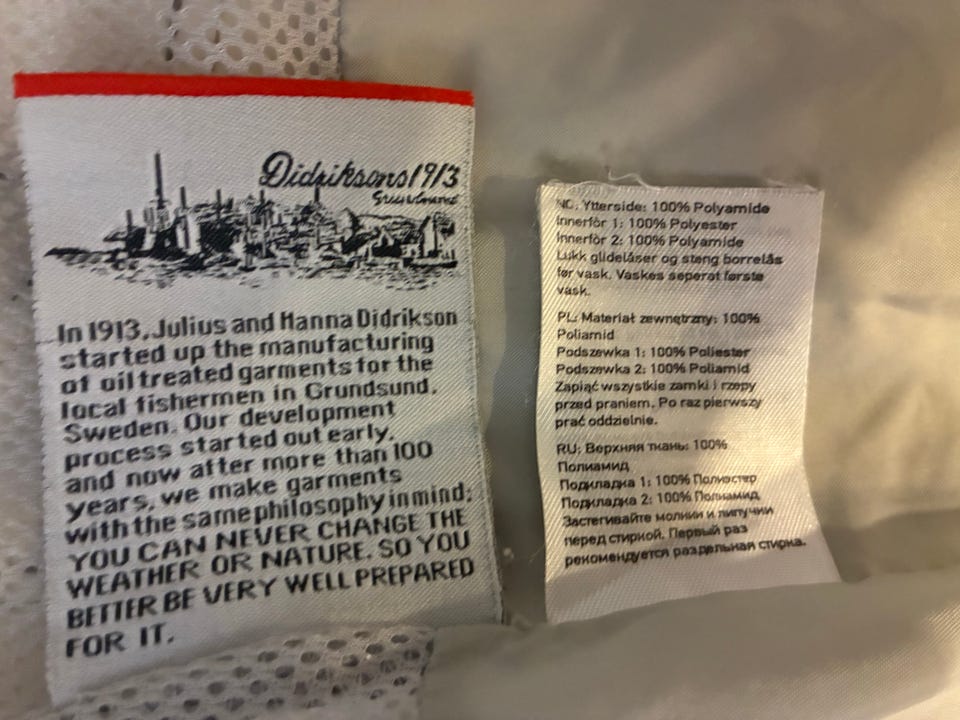 Didriksons1913
Grundsund
In 1913, Julius and Hanna Didrikson
started up the manufacturing
of oil treated garments for the
local fishermen in Grundsund,
Sweden. Our development
process started out early,
and now after more than 100
years, we make garments
with the same philosophy in mind:
YOU CAN NEVER CHANGE THE
WEATHER OR NATURE. SO YOU
BETTER BE VERY WELL PREPARED
FOR IT.
NO: Ytterside: 100% Polyamide
Innerfôr 1: 100% Polyester
Innerfôr 2: 100% Polyamide
Lukk glidelåser og steng borrelås
før vask. Vaskes seperat første
vask.
PL: Materiał zewnętrzny: 100%
Poliamid
Podszewka 1: 100% Poliester
Podszewka 2: 100% Poliamid
Zapiąć wszystkie zamki i rzepy
przed praniem. Po raz pierwszy
prać oddzielnie.
RU: Верхняя ткань: 100%
Полиамид
Подкладка 1: 100% Полиэстер
Подкладка 2: 100% Полиамид
Застегивайте молнии и липучки
перед стиркой. Первый раз
рекомендуется раздельная стирка.